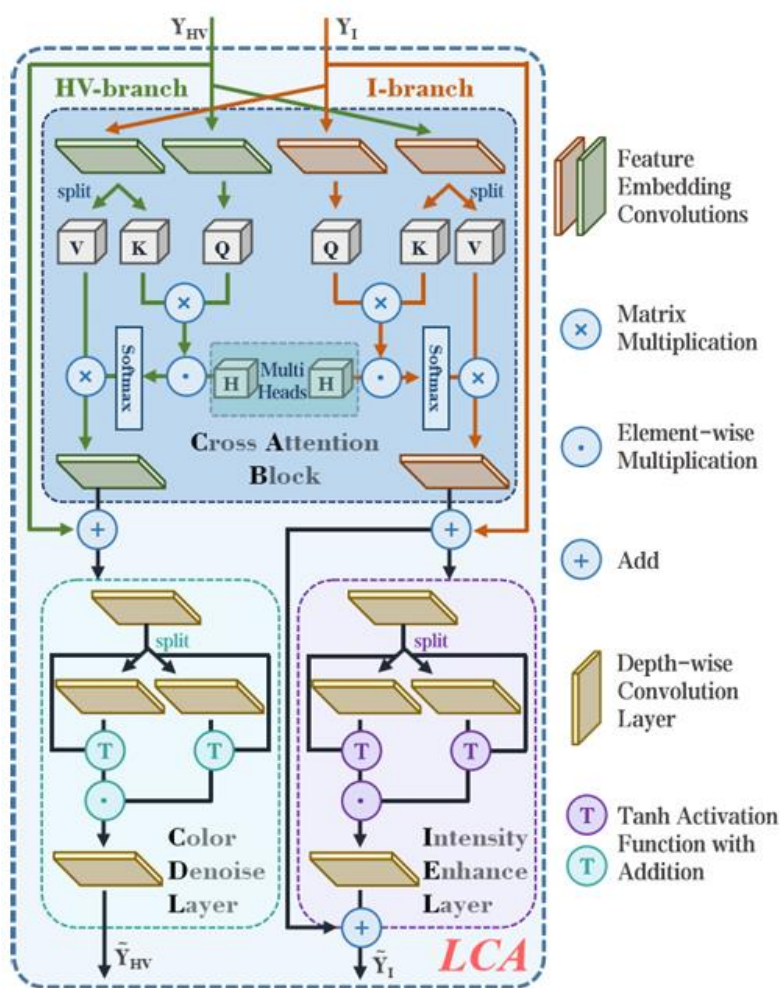 Y_HV
Y_I
HV-branch
I-branch
split
split
V
K
Q
Q
K
V
×
×
×
Softmax
·
H
Multi
Heads
H
·
Softmax
×
Cross Attention
Block
+
+
split
split
T
T
T
T
·
·
Color
Denoise
Layer
Intensity
Enhance
Layer
+
Ỹ_HV
Ỹ_I
LCA
Feature
Embedding
Convolutions
×
Matrix
Multiplication
·
Element-wise
Multiplication
+
Add
Depth-wise
Convolution
Layer
T
T
Tanh Activation
Function with
Addition